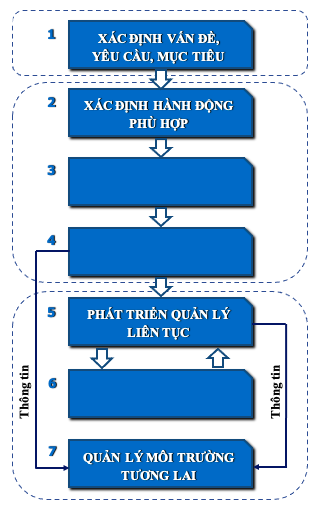 1
XÁC ĐỊNH VẤN ĐỀ,
YÊU CẦU, MỤC TIÊU
2
XÁC ĐỊNH HÀNH ĐỘNG
PHÙ HỢP
3
4
5
PHÁT TRIỂN QUẢN LÝ
LIÊN TỤC
6
7
QUẢN LÝ MÔI TRƯỜNG
TƯƠNG LAI
Thông tin
Thông tin